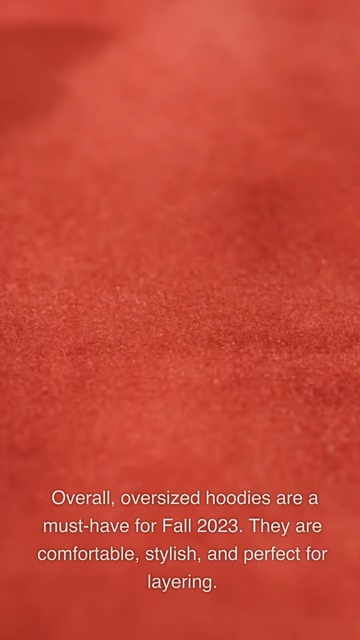 Overall, oversized hoodies are a
must-have for Fall 2023. They are
comfortable, stylish, and perfect for
layering.